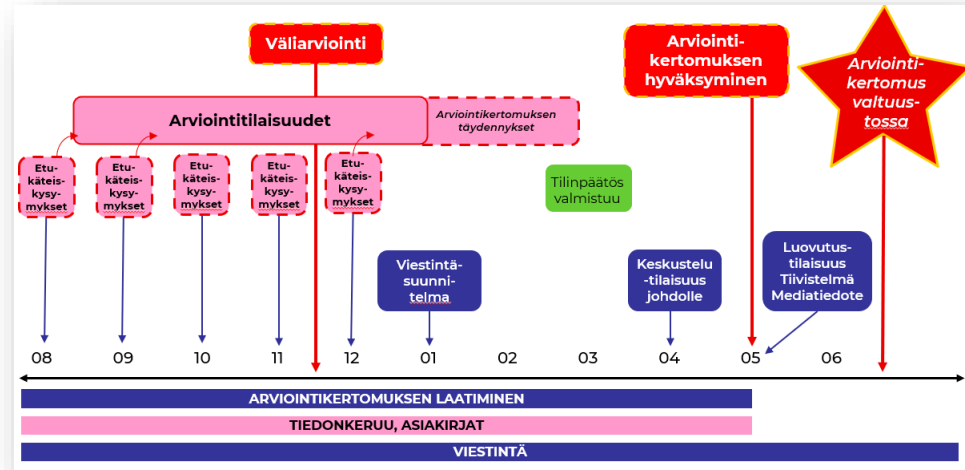 Väliarviointi
Arviointi-
kertomuksen
hyväksyminen
Arviointi-
kertomus
valtuus-
tossa
Arviointitilaisuudet
Arviointikertomuksen
täydennykset
Etu-
käteis-
kysy-
mykset
Etu-
käteis-
kysy-
mykset
Etu-
käteis-
kysy-
mykset
Etu-
käteis-
kysy-
mykset
Etu-
käteis-
kysy-
mykset
Tilinpäätös
valmistuu
Viestintä-
suunni-
telma
Keskustelu
-tilaisuus
johdolle
Luovutus-
tilaisuus
Tiivistelmä
Mediatiedote
08 09 10 11 12 01 02 03 04 05 06
ARVIOINTIKERTOMUKSEN LAATIMINEN
TIEDONKERUU, ASIAKIRJAT
VIESTINTÄ